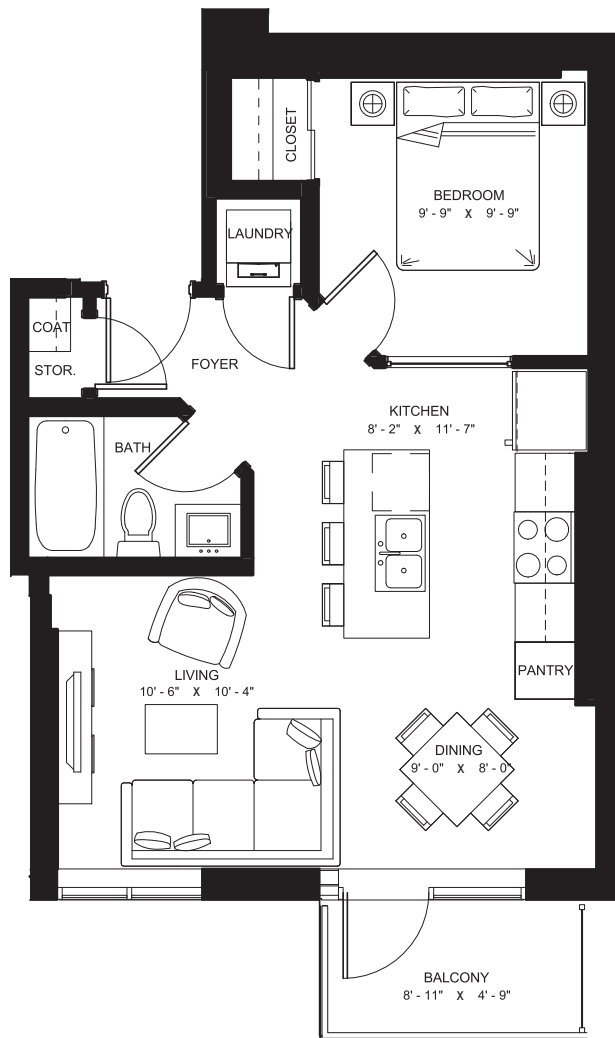 CLOSET
BEDROOM
9' - 9" X 9' - 9"
LAUNDRY
COAT
STOR.
FOYER
KITCHEN
8' - 2" X 11' - 7"
BATH
PANTRY
LIVING
10' - 6" X 10' - 4"
DINING
9' - 0" X 8' - 0"
BALCONY
8' - 11" X 4' - 9"